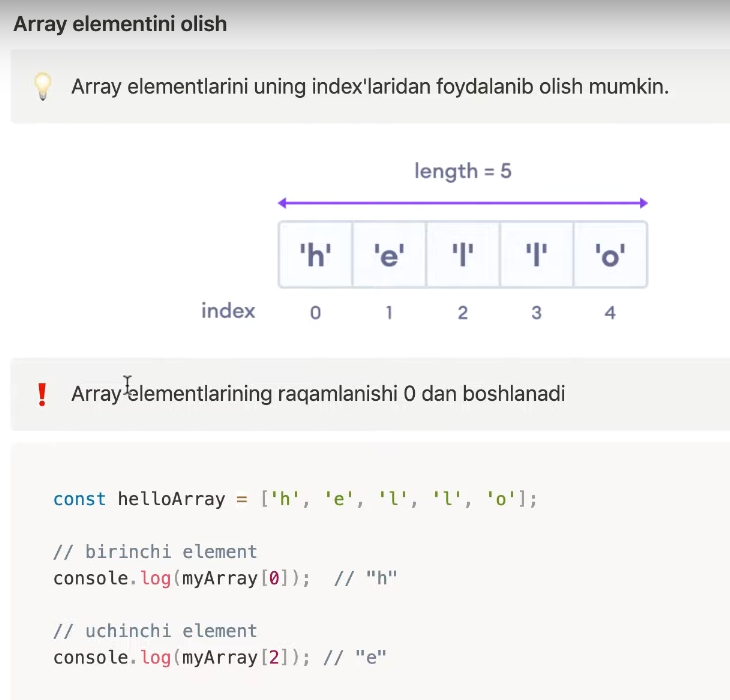 Array elementini olish
💡 Array elementlarini uning index'laridan foydalanib olish mumkin.
length = 5
'h' 'e' 'l' 'l' 'o'
index 0 1 2 3 4
❗ Array elementlarining raqamlanishi 0 dan boshlanadi
const helloArray = ['h', 'e', 'l', 'l', 'o'];
// birinchi element
console.log(myArray[0]);  // "h"
// uchinchi element
console.log(myArray[2]); // "e"